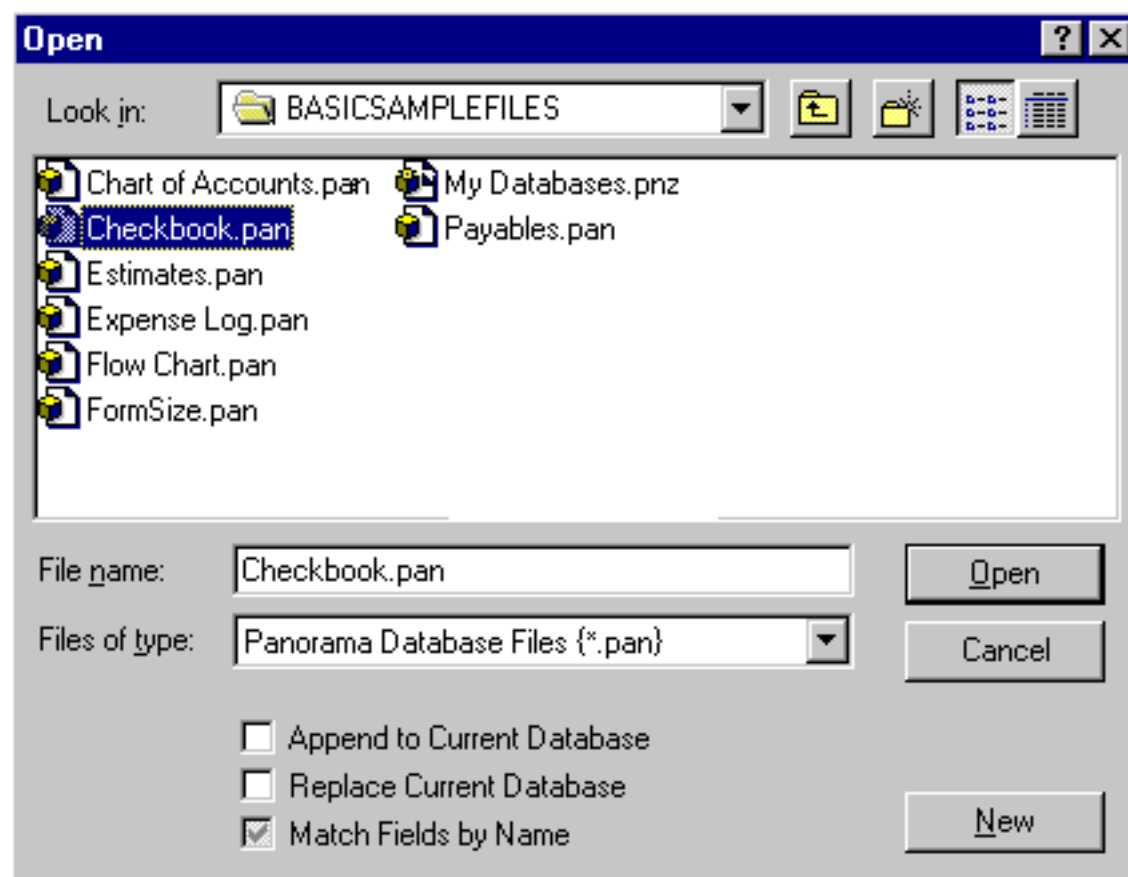 Open
Look in: BASICSAMPLEFILES
Chart of Accounts.pan
Checkbook.pan
Estimates.pan
Expense Log.pan
Flow Chart.pan
FormSize.pan
My Databases.pnz
Payables.pan
File name: Checkbook.pan
Open
Files of type: Panorama Database Files {*.pan}
Cancel
Append to Current Database
Replace Current Database
Match Fields by Name
New